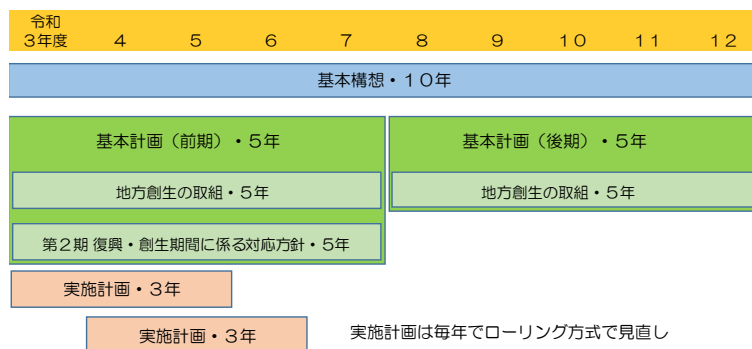 令和
3年度 4 5 6 7 8 9 10 11 12
基本構想・10年
基本計画（前期）・5年 基本計画（後期）・5年
地方創生の取組・5年 地方創生の取組・5年
第2期 復興・創生期間に係る対応方針・5年
実施計画・3年
実施計画・3年 実施計画は毎年でローリング方式で見直し